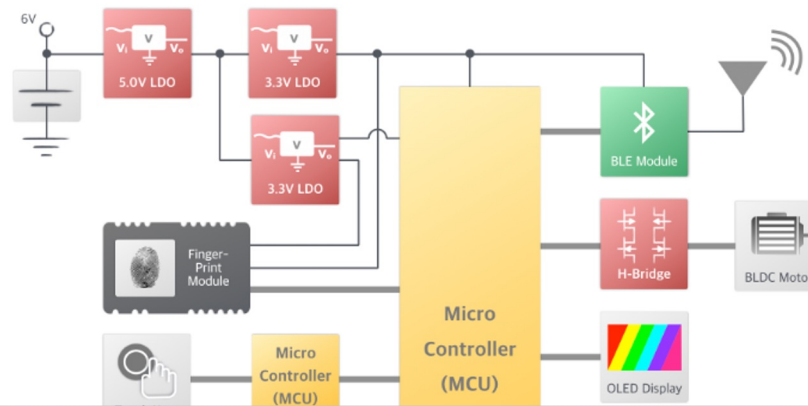 6V
Vi V Vo
5.0V LDO
Vi V Vo
3.3V LDO
Vi V Vo
3.3V LDO
BLE Module
Finger-
Print
Module
H-Bridge
BLDC Moto
Micro
Controller
(MCU)
Micro
Controller
(MCU)
OLED Display